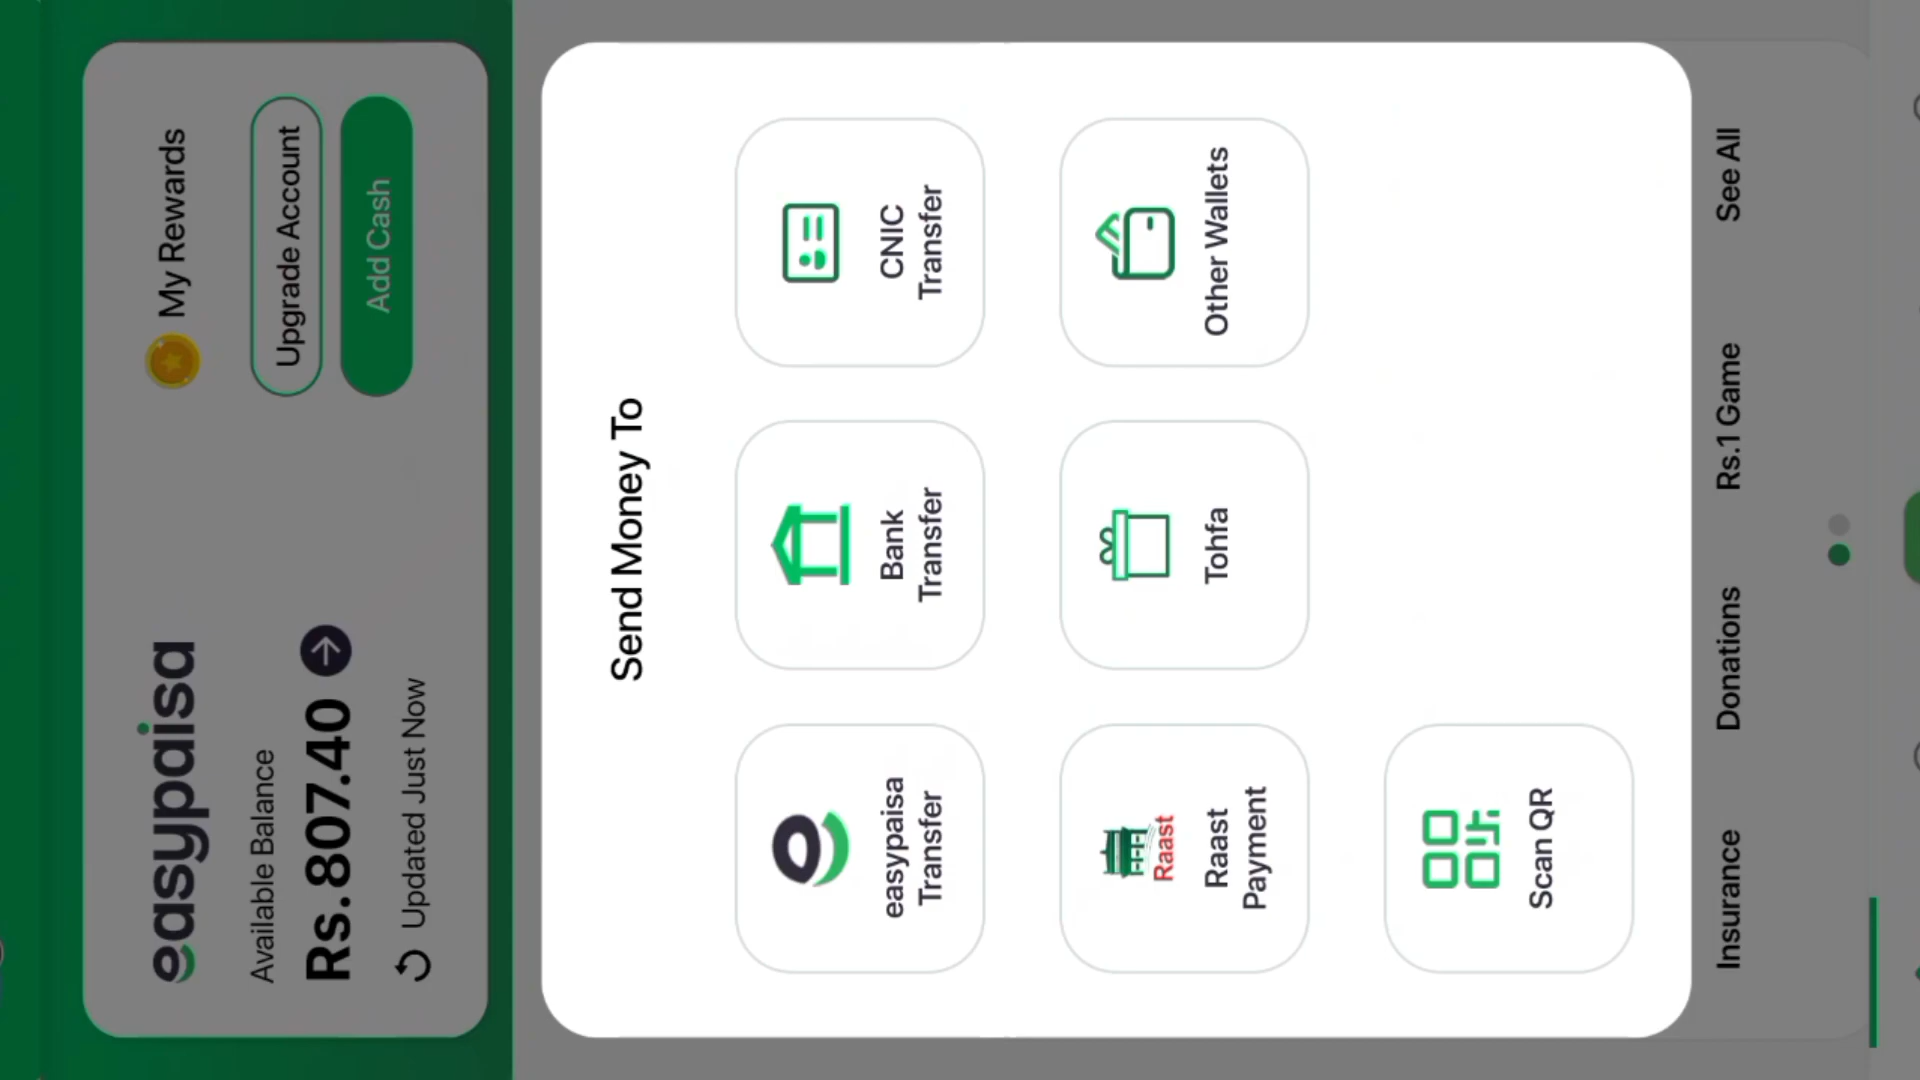 easypaisa
My Rewards
Available Balance
Rs.807.40
Updated Just Now
Upgrade Account
Add Cash
Send Money To
easypaisa
Transfer
Bank
Transfer
CNIC
Transfer
Raast
Raast
Payment
Tohfa
Other Wallets
Scan QR
Insurance
Donations
Rs.1 Game
See All